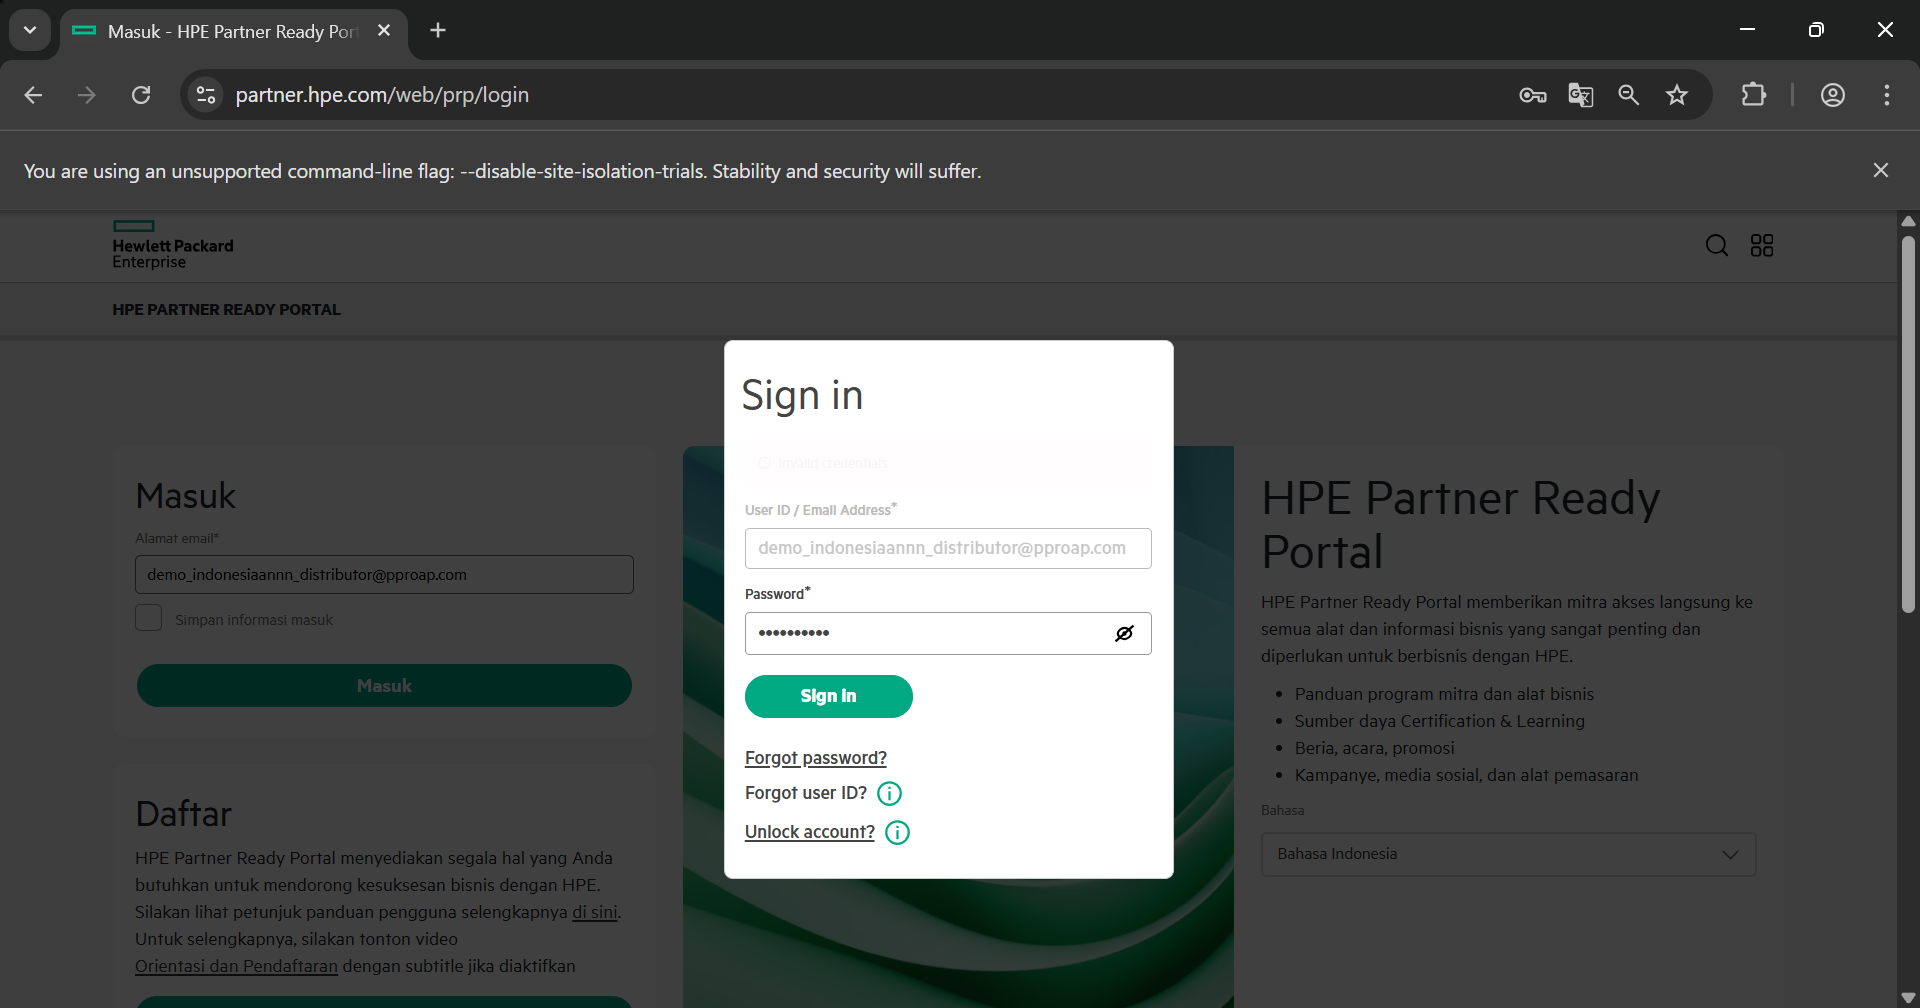 Masuk - HPE Partner Ready Por
partner.hpe.com/web/prp/login
You are using an unsupported command-line flag: --disable-site-isolation-trials. Stability and security will suffer.
Hewlett Packard
Enterprise
HPE PARTNER READY PORTAL
Masuk
Alamat email*
demo_indonesiaannn_distributor@pproap.com
Simpan informasi masuk
Masuk
Daftar
HPE Partner Ready Portal menyediakan segala hal yang Anda
butuhkan untuk mendorong kesuksesan bisnis dengan HPE.
Silakan lihat petunjuk panduan pengguna selengkapnya di sini.
Untuk selengkapnya, silakan tonton video
Orientasi dan Pendaftaran dengan subtitle jika diaktifkan
Sign in
Invalid credentials
User ID / Email Address*
demo_indonesiaannn_distributor@pproap.com
Password*
••••••••••
Sign in
Forgot password?
Forgot user ID?
Unlock account?
HPE Partner Ready
Portal
HPE Partner Ready Portal memberikan mitra akses langsung ke
semua alat dan informasi bisnis yang sangat penting dan
diperlukan untuk berbisnis dengan HPE.
• Panduan program mitra dan alat bisnis
• Sumber daya Certification & Learning
• Beria, acara, promosi
• Kampanye, media sosial, dan alat pemasaran
Bahasa
Bahasa Indonesia